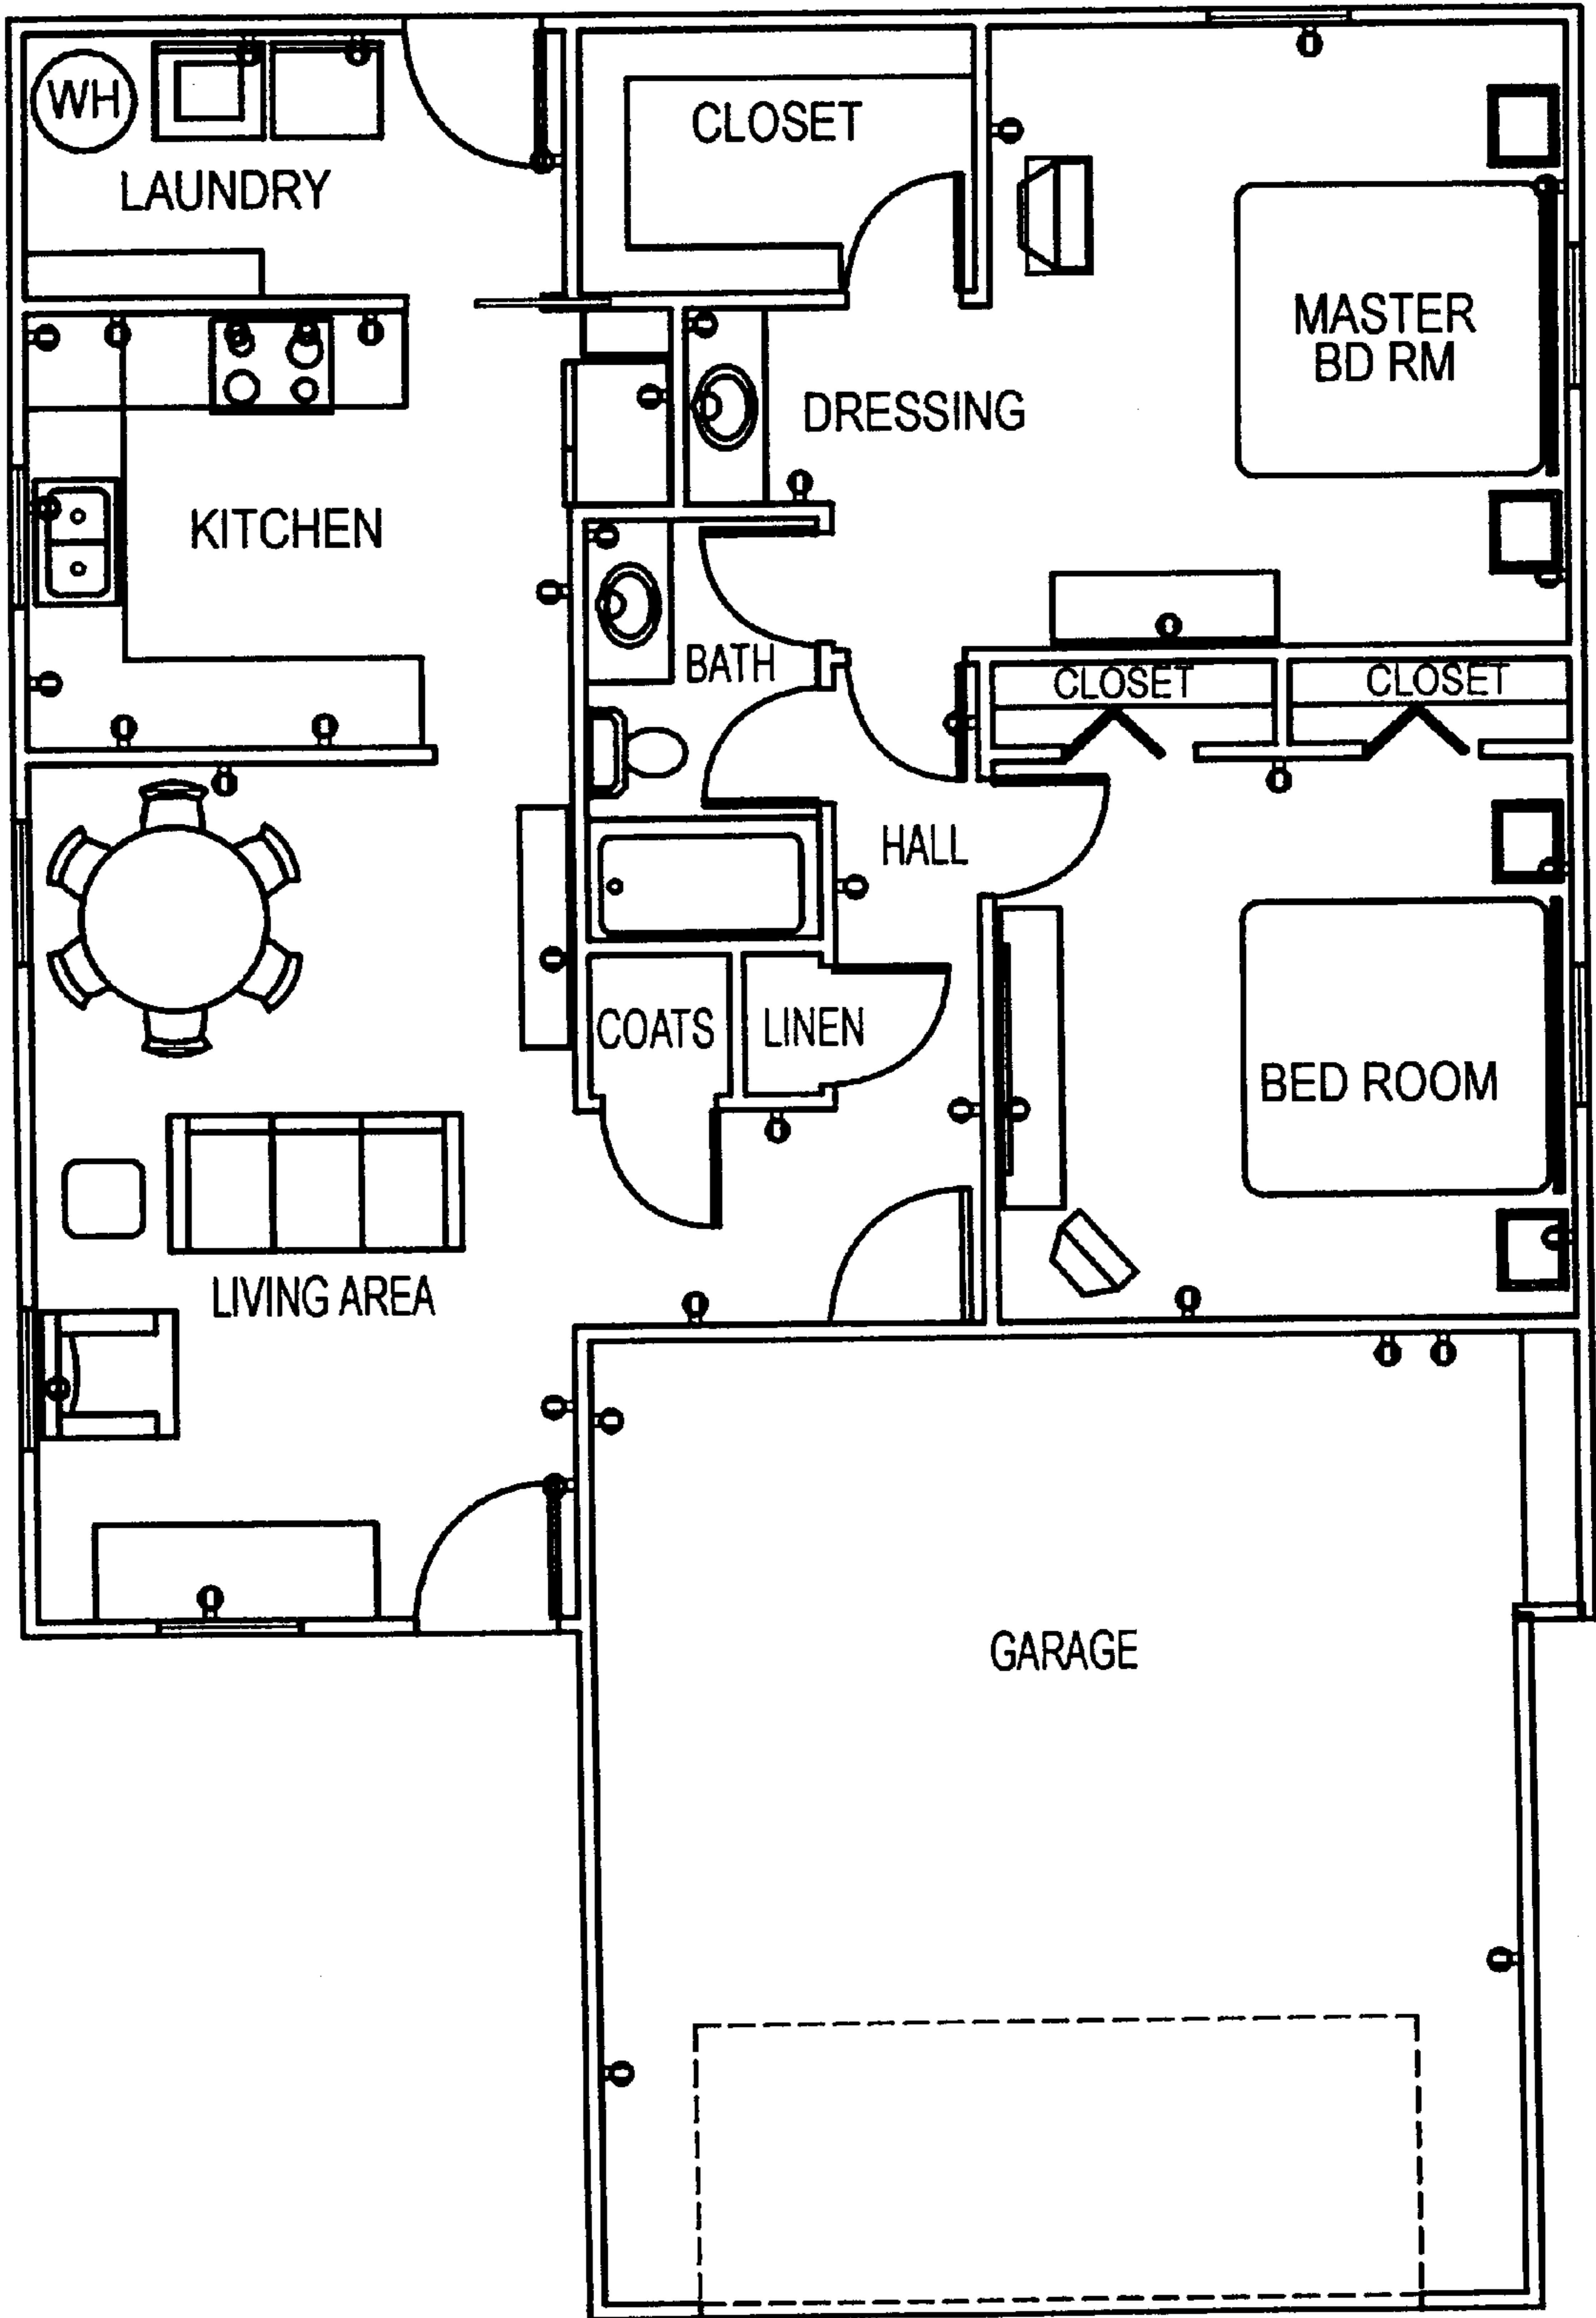 WH
LAUNDRY
CLOSET
MASTER
BD RM
DRESSING
KITCHEN
BATH
CLOSET
CLOSET
HALL
COATS
LINEN
BED ROOM
LIVING AREA
GARAGE